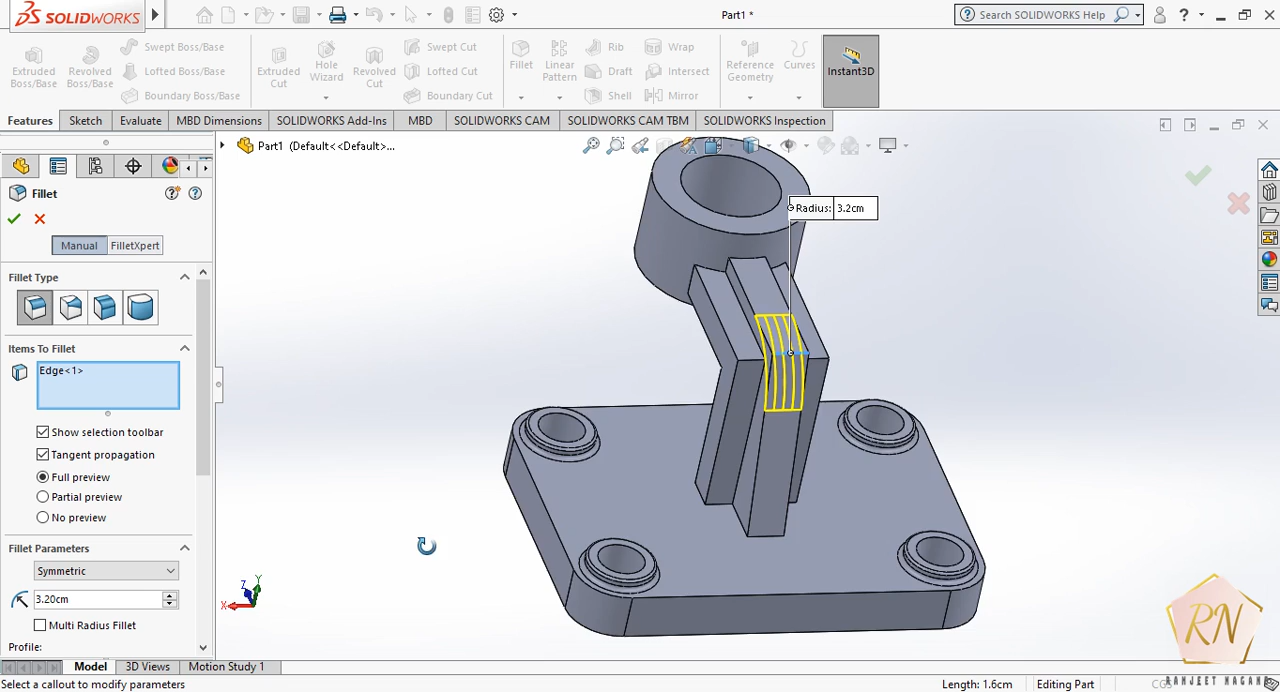 SOLIDWORKS
Part1 *
Search SOLIDWORKS Help
Extruded Boss/Base
Revolved Boss/Base
Swept Boss/Base
Lofted Boss/Base
Boundary Boss/Base
Extruded Cut
Hole Wizard
Revolved Cut
Swept Cut
Lofted Cut
Boundary Cut
Fillet
Linear Pattern
Rib
Draft
Shell
Wrap
Intersect
Mirror
Reference Geometry
Curves
Instant3D
Features
Sketch
Evaluate
MBD Dimensions
SOLIDWORKS Add-Ins
MBD
SOLIDWORKS CAM
SOLIDWORKS CAM TBM
SOLIDWORKS Inspection
Part1 (Default<<Default>...
Fillet
Manual
FilletXpert
Fillet Type
Items To Fillet
Edge<1>
Show selection toolbar
Tangent propagation
Full preview
Partial preview
No preview
Fillet Parameters
Symmetric
3.20cm
Multi Radius Fillet
Profile:
Radius: 3.2cm
X
Y
Z
RN
Model
3D Views
Motion Study 1
Select a callout to modify parameters
Length: 1.6cm
Editing Part
CGS